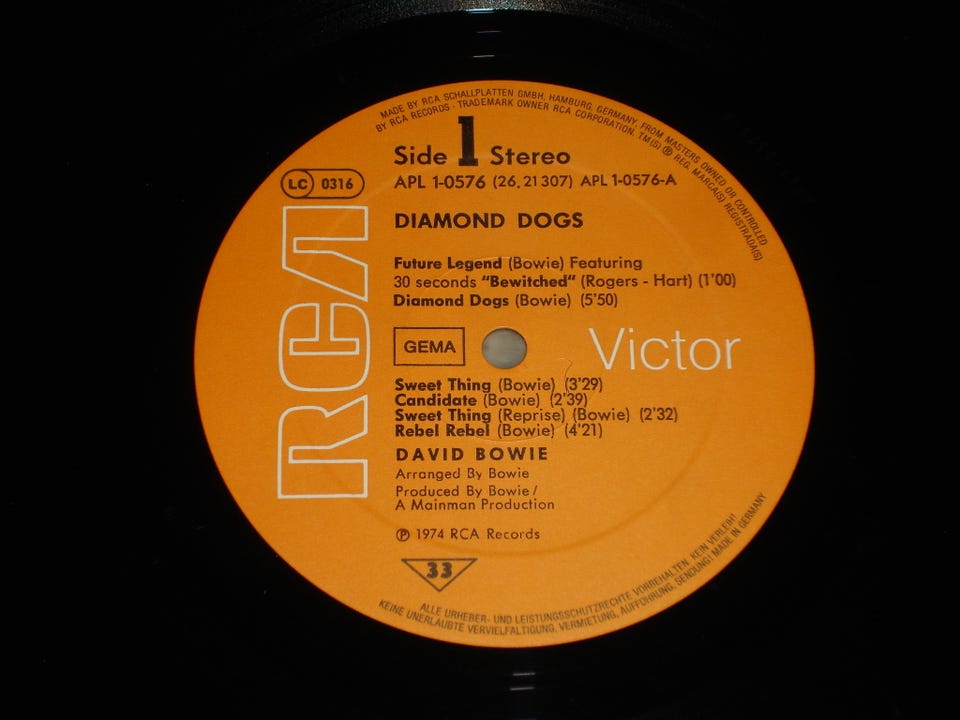 MADE BY RCA SCHALLPLATTEN GMBH, HAMBURG, GERMANY, FROM MASTERS OWNED OR CONTROLLED
BY RCA RECORDS · TRADEMARK OWNER RCA CORPORATION, TM(S) ® REG. MARCA(S) REGISTRADA(S)
Side 1 Stereo
LC 0316
APL 1-0576 (26.21307) APL 1-0576-A
DIAMOND DOGS
Future Legend (Bowie) Featuring
30 seconds "Bewitched" (Rogers - Hart) (1'00)
Diamond Dogs (Bowie) (5'50)
RCA
GEMA
Victor
Sweet Thing (Bowie) (3'29)
Candidate (Bowie) (2'39)
Sweet Thing (Reprise) (Bowie) (2'32)
Rebel Rebel (Bowie) (4'21)
DAVID BOWIE
Arranged By Bowie
Produced By Bowie/
A Mainman Production
℗ 1974 RCA Records
33
ALLE URHEBER- UND LEISTUNGSSCHUTZRECHTE VORBEHALTEN. KEIN VERLEIH!
KEINE UNERLAUBTE VERVIELFÄLTIGUNG, VERMIETUNG, AUFFÜHRUNG, SENDUNG! MADE IN GERMANY